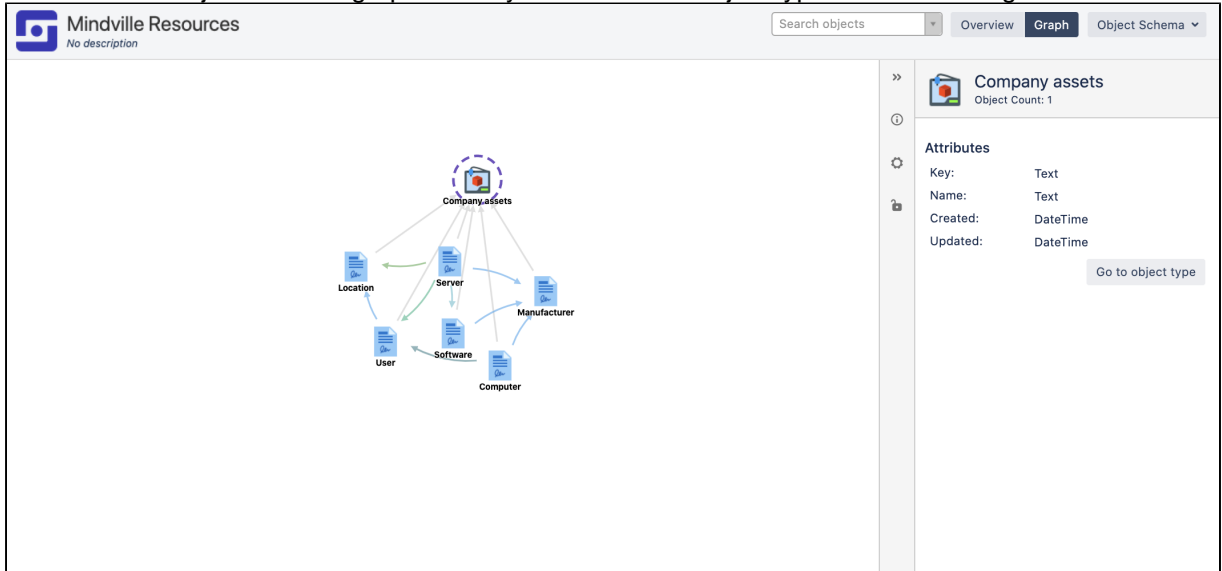 Mindville Resources
No description
Search objects
Overview
Graph
Object Schema
Company assets
Object Count: 1
Attributes
Key: Text
Name: Text
Created: DateTime
Updated: DateTime
Go to object type
Company assets
Location
Server
Manufacturer
User
Software
Computer